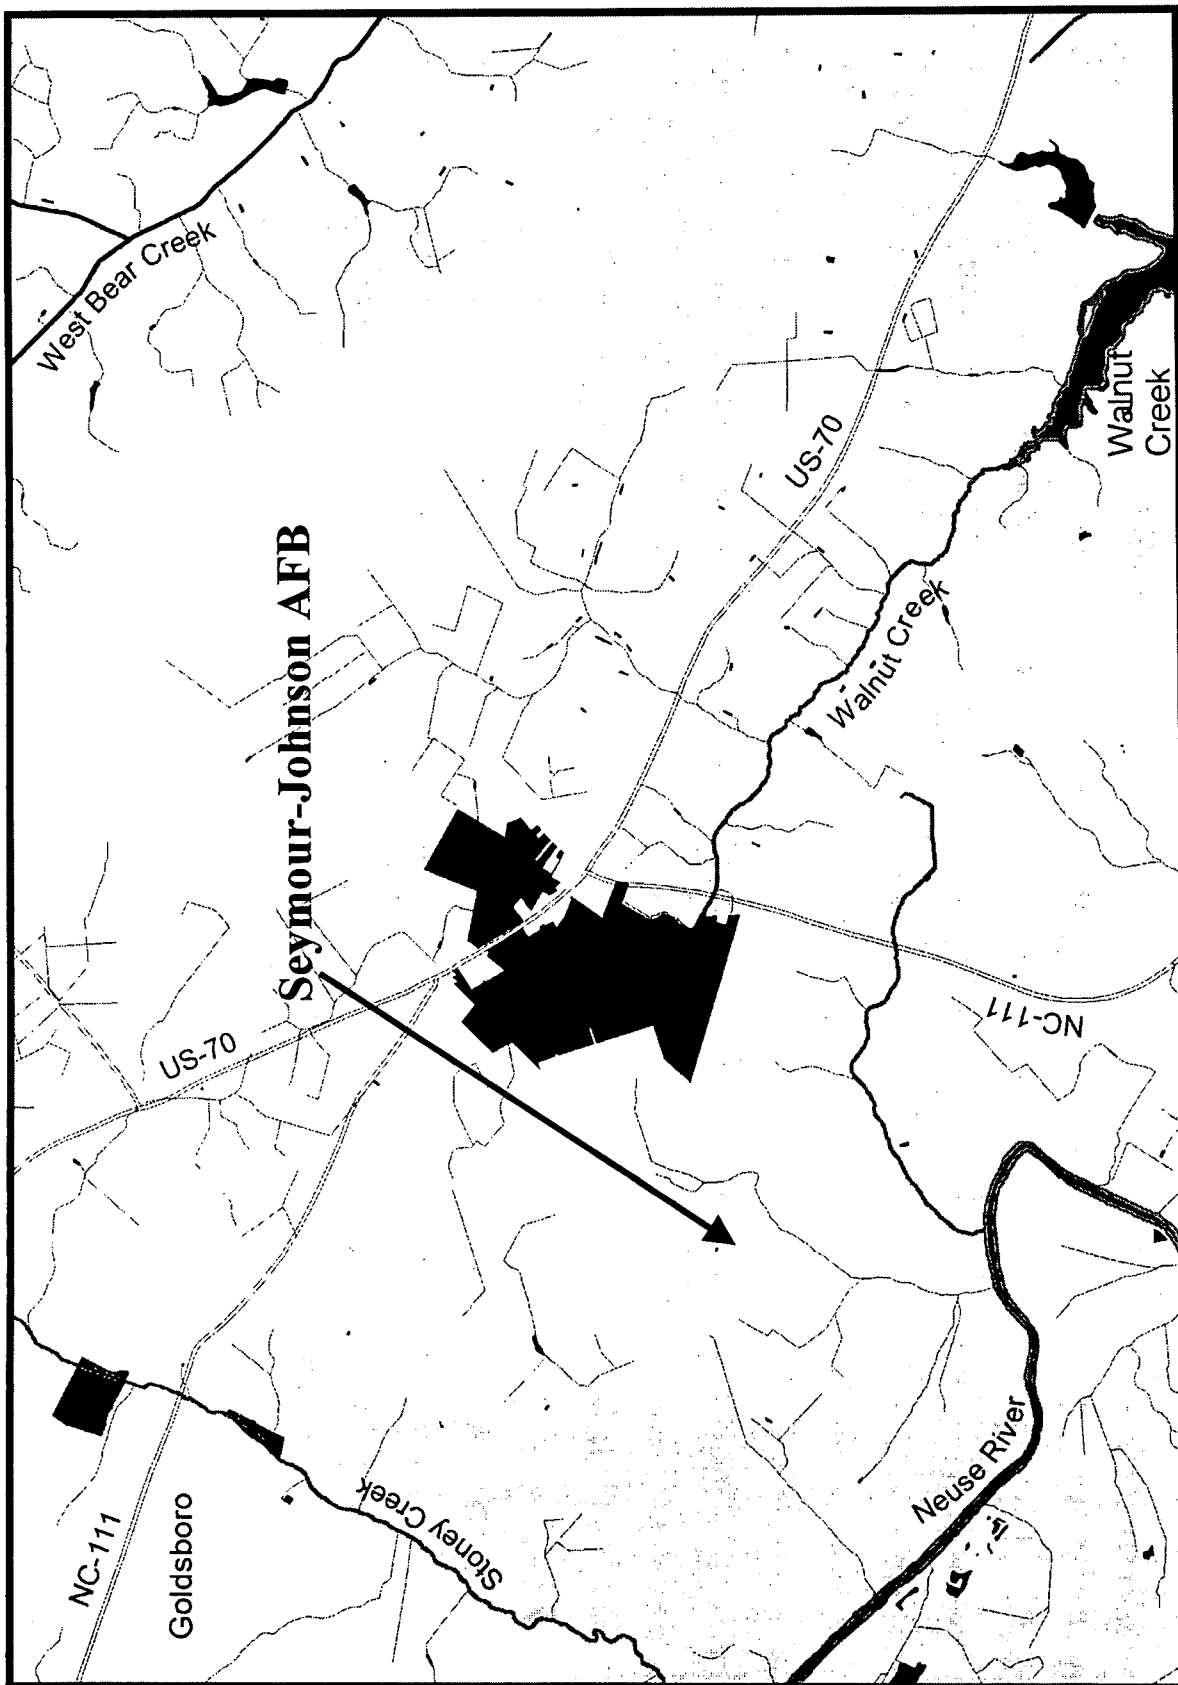 West Bear Creek
Seymour-Johnson AFB
US-70
US-70
Walnut
Creek
Walnut Creek
NC-111
NC-111
Goldsboro
Stoney Creek
Neuse River